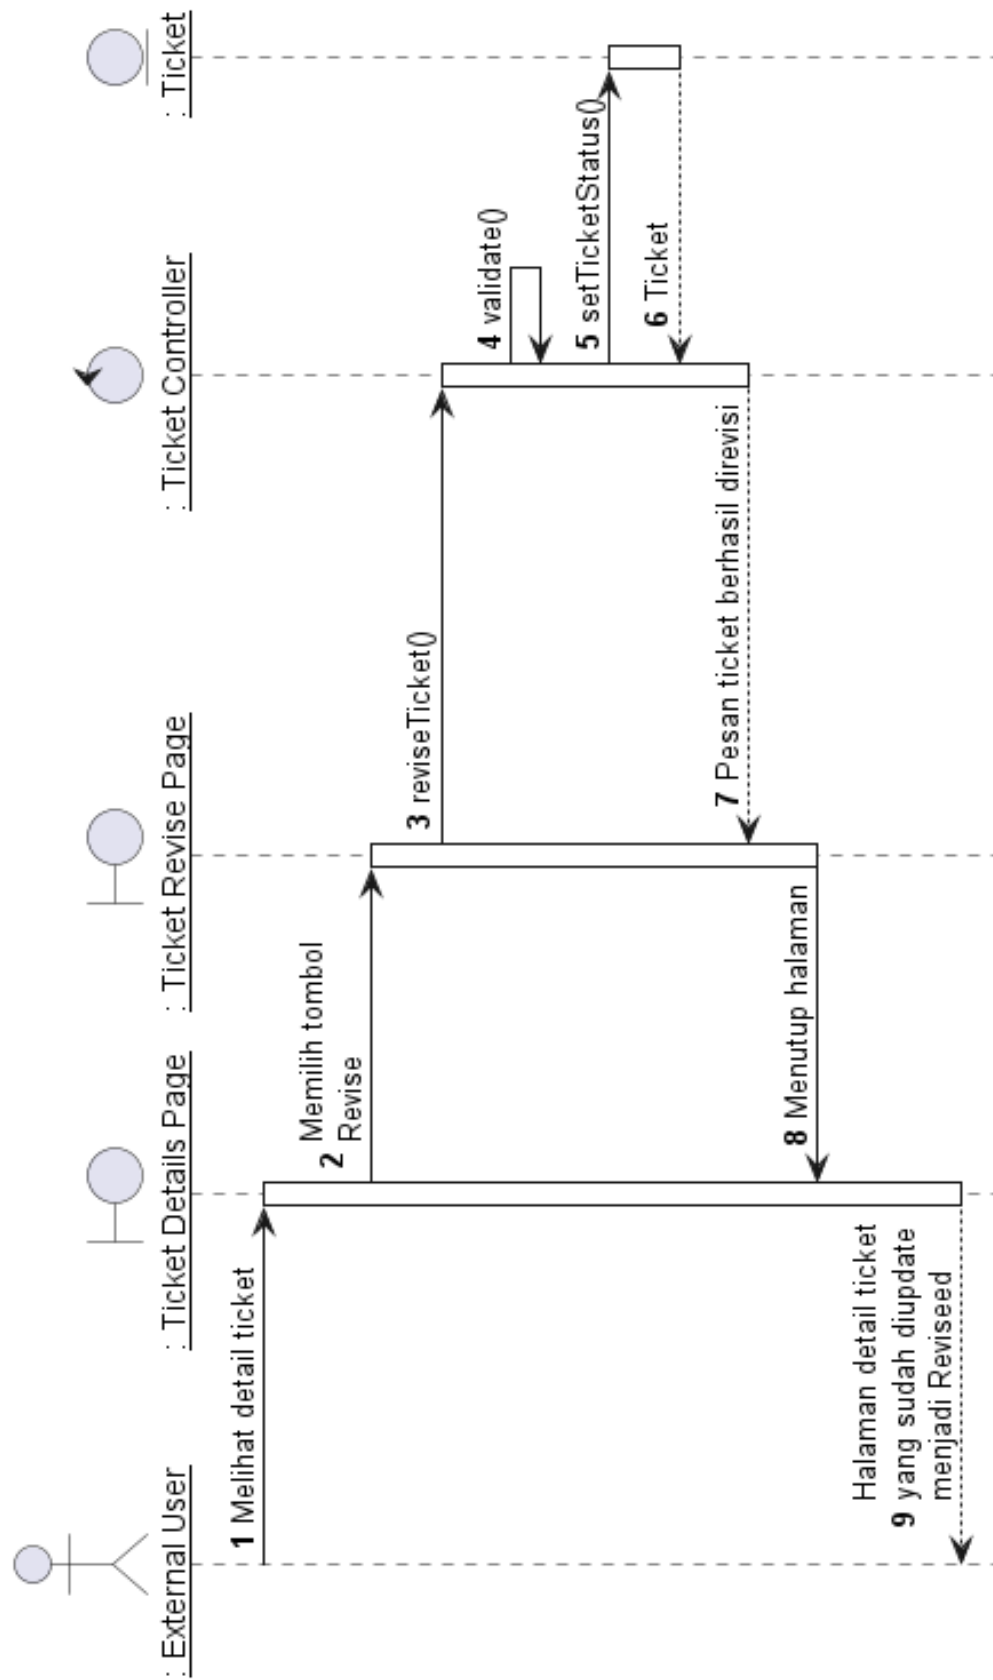 : External User
: Ticket Details Page
: Ticket Revise Page
: Ticket Controller
: Ticket
1 Melihat detail ticket
Memilih tombol
2 Revise
3 reviseTicket()
4 validate()
5 setTicketStatus()
6 Ticket
7 Pesan ticket berhasil direvisi
8 Menutup halaman
Halaman detail ticket
9 yang sudah diupdate
menjadi Reviseed